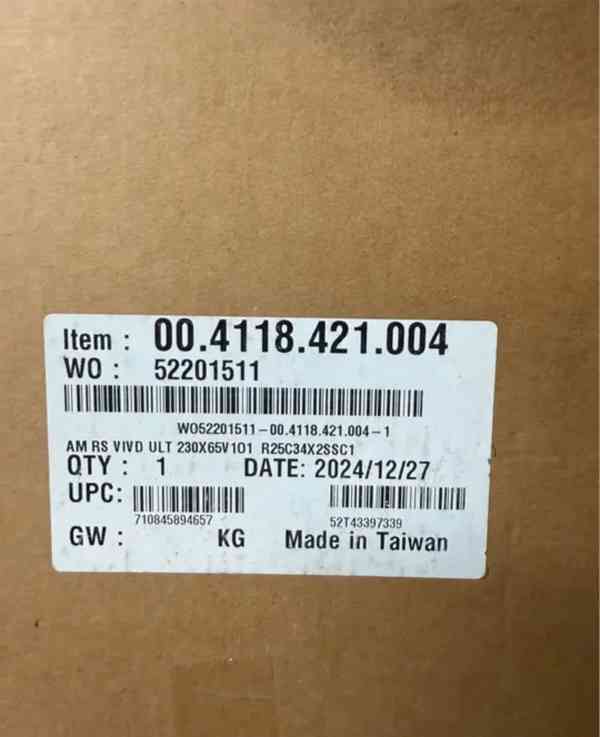 Item : 00.4118.421.004
WO : 52201511
WO52201511-00.4118.421.004-1
AM RS VIVD ULT 230X65V101 R25C34X2SSC1
QTY : 1 DATE: 2024/12/27
UPC:
710845894657 52T43397339
GW : KG Made in Taiwan